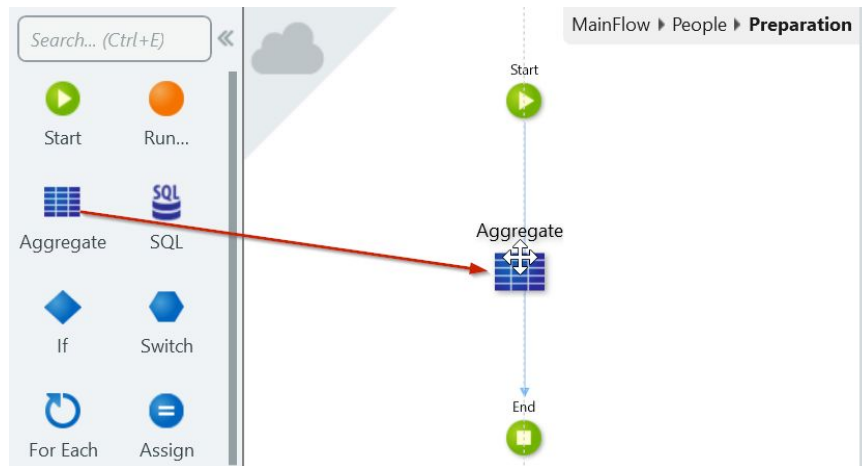 Search... (Ctrl+E)
MainFlow People Preparation
Start
Run...
Aggregate
SQL
If
Switch
For Each
Assign
Start
Aggregate
End